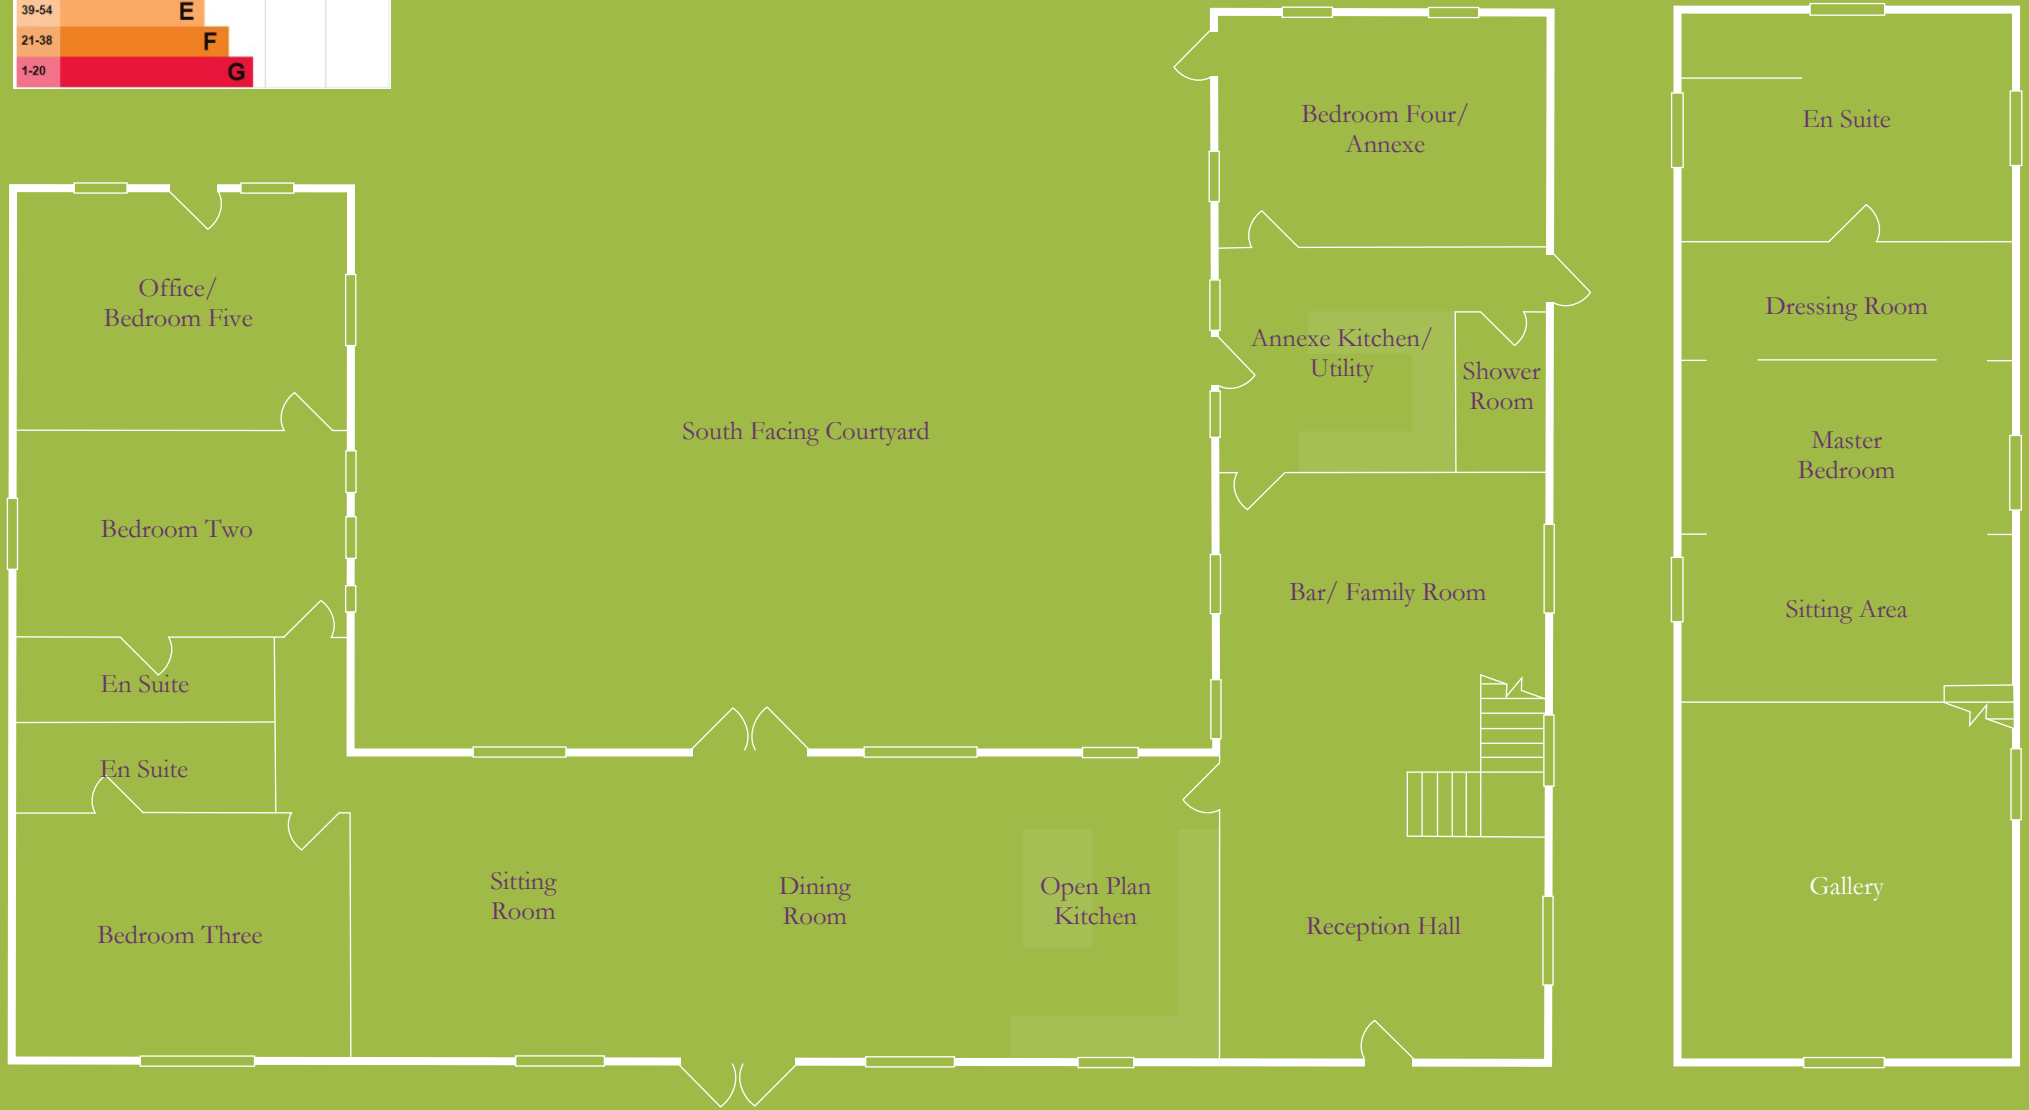 39-54 E
21-38 F
1-20 G
Bedroom Four/
Annexe
En Suite
Office/
Bedroom Five
Dressing Room
Annexe Kitchen/
Utility
Shower
Room
South Facing Courtyard
Master
Bedroom
Bedroom Two
Bar/ Family Room
Sitting Area
En Suite
En Suite
Sitting
Room
Dining
Room
Open Plan
Kitchen
Gallery
Bedroom Three
Reception Hall